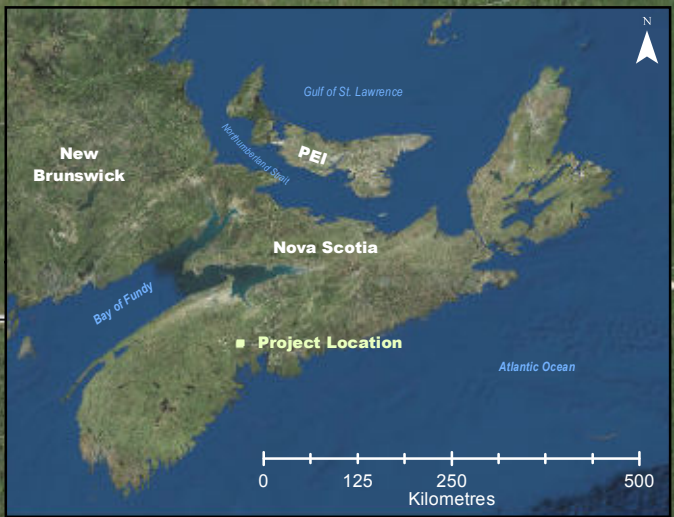 N
Gulf of St. Lawrence
Northumberland Strait
PEI
New
Brunswick
Nova Scotia
Bay of Fundy
Project Location
Atlantic Ocean
0 125 250 500
Kilometres